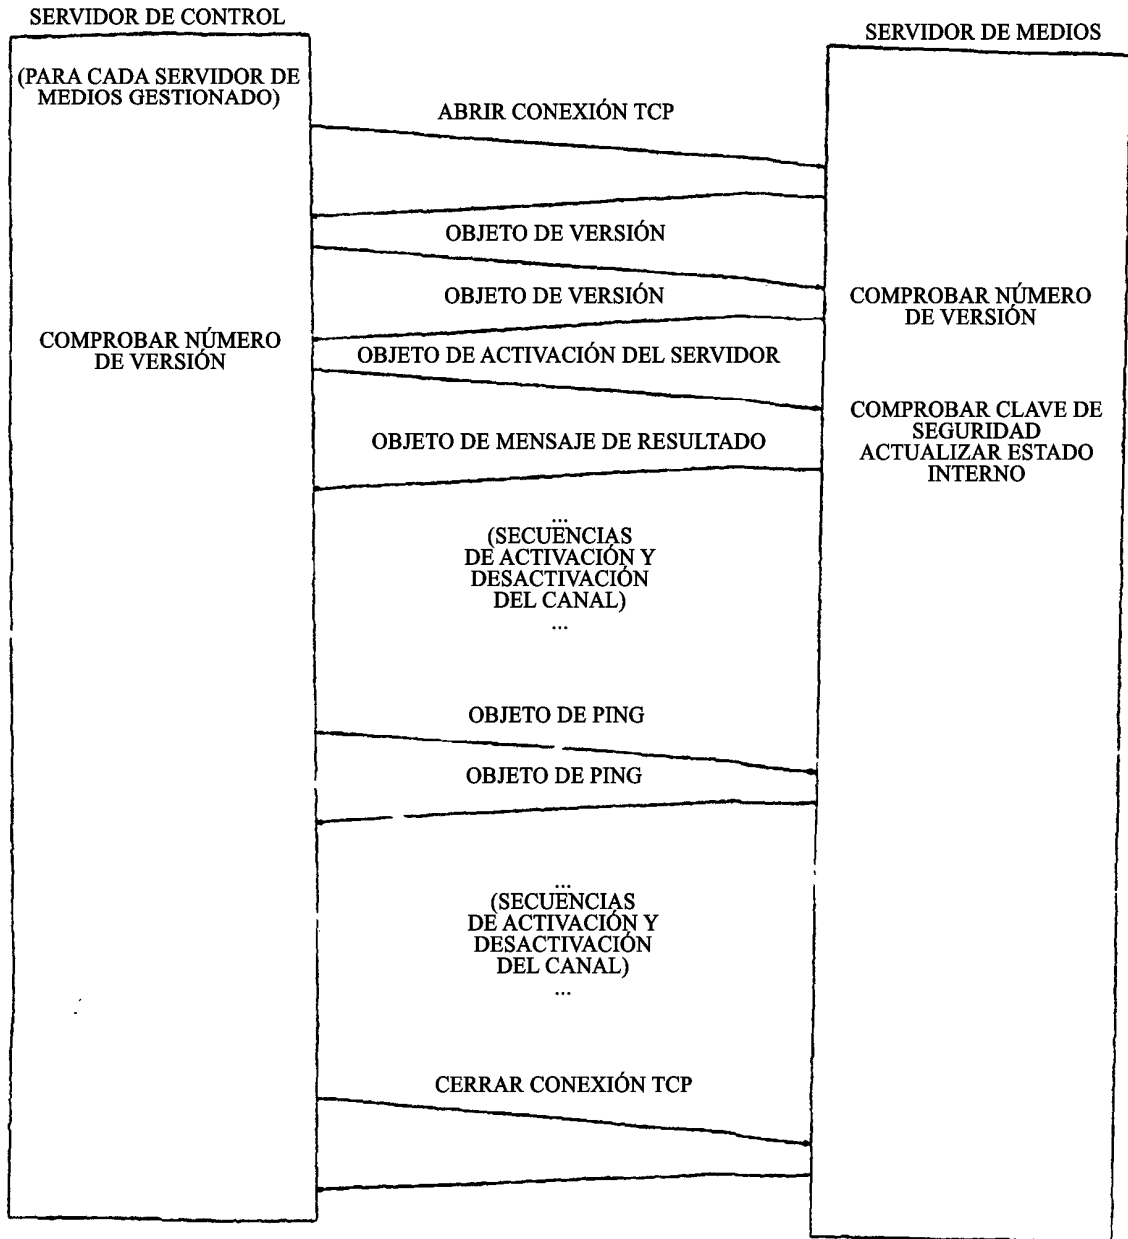 SERVIDOR DE CONTROL
SERVIDOR DE MEDIOS
(PARA CADA SERVIDOR DE
MEDIOS GESTIONADO)
ABRIR CONEXIÓN TCP
OBJETO DE VERSIÓN
OBJETO DE VERSIÓN
COMPROBAR NÚMERO
DE VERSIÓN
COMPROBAR NÚMERO
DE VERSIÓN
OBJETO DE ACTIVACIÓN DEL SERVIDOR
COMPROBAR CLAVE DE
SEGURIDAD
ACTUALIZAR ESTADO
INTERNO
OBJETO DE MENSAJE DE RESULTADO
...
(SECUENCIAS
DE ACTIVACIÓN Y
DESACTIVACIÓN
DEL CANAL)
...
OBJETO DE PING
OBJETO DE PING
...
(SECUENCIAS
DE ACTIVACIÓN Y
DESACTIVACIÓN
DEL CANAL)
...
CERRAR CONEXIÓN TCP